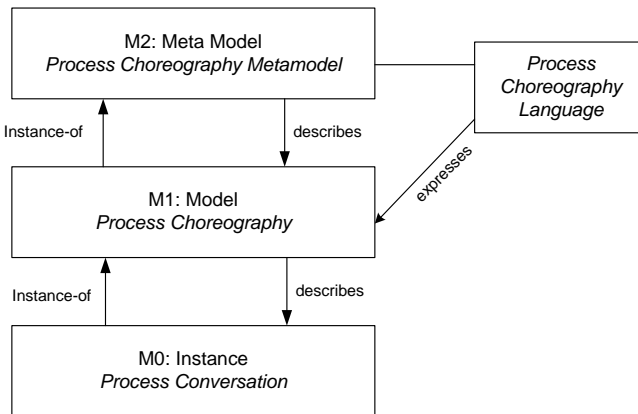 M2: Meta Model
Process Choreography Metamodel
Process
Choreography
Language
Instance-of
describes
expresses
M1: Model
Process Choreography
Instance-of
describes
M0: Instance
Process Conversation